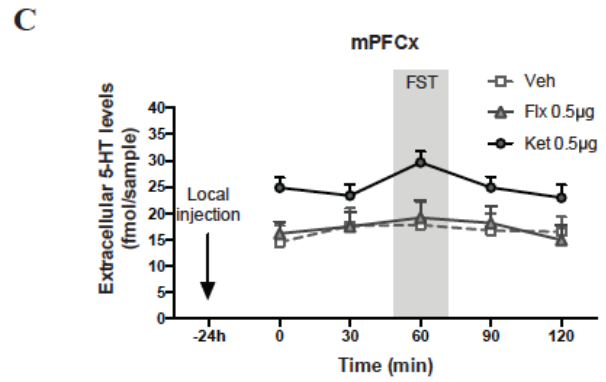 C
mPFCx
FST
Veh
Flx 0.5µg
Ket 0.5µg
Extracellular 5-HT levels
(fmol/sample)
40
35
30
25
20
15
10
5
0
Local
injection
-24h 0 30 60 90 120
Time (min)